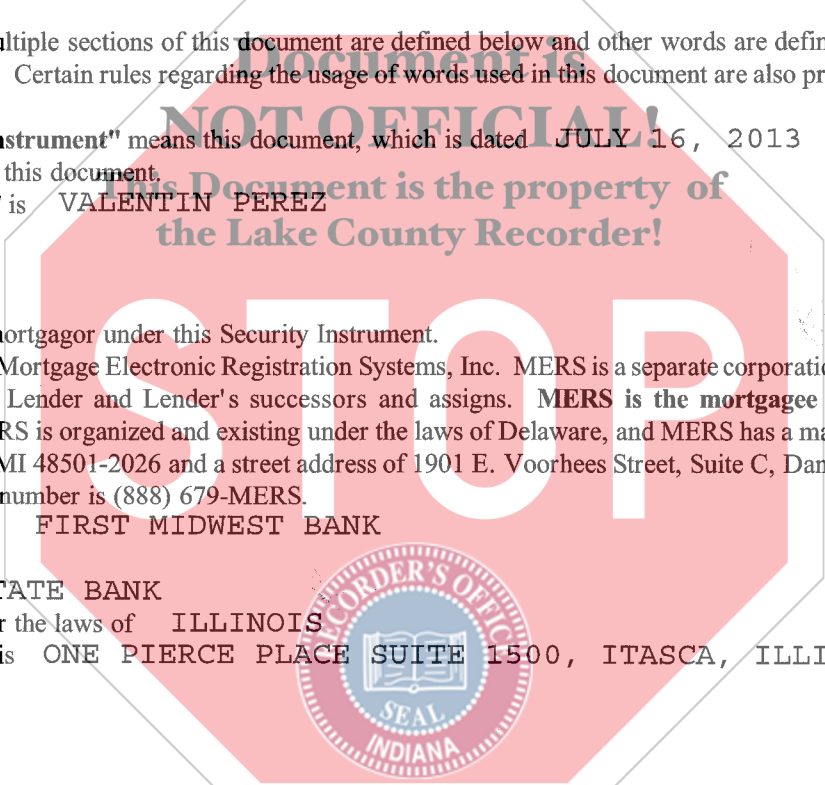 ultiple sections of this document are defined below and other words are defin
Document is
Certain rules regarding the usage of words used in this document are also pr
NOT OFFICIAL!
nstrument" means this document, which is dated JULY 16, 2013
this document.
This Document is the property of
is VALENTIN PEREZ
the Lake County Recorder!
STOP
ortgagor under this Security Instrument.
Mortgage Electronic Registration Systems, Inc. MERS is a separate corporati
Lender and Lender's successors and assigns. MERS is the mortgagee
RS is organized and existing under the laws of Delaware, and MERS has a ma
MI 48501-2026 and a street address of 1901 E. Voorhees Street, Suite C, Dan
number is (888) 679-MERS.
FIRST MIDWEST BANK
TATE BANK
r the laws of ILLINOIS
is ONE PIERCE PLACE SUITE 1500, ITASCA, ILLI
RECORDER'S OFFIC
SEAL
INDIANA